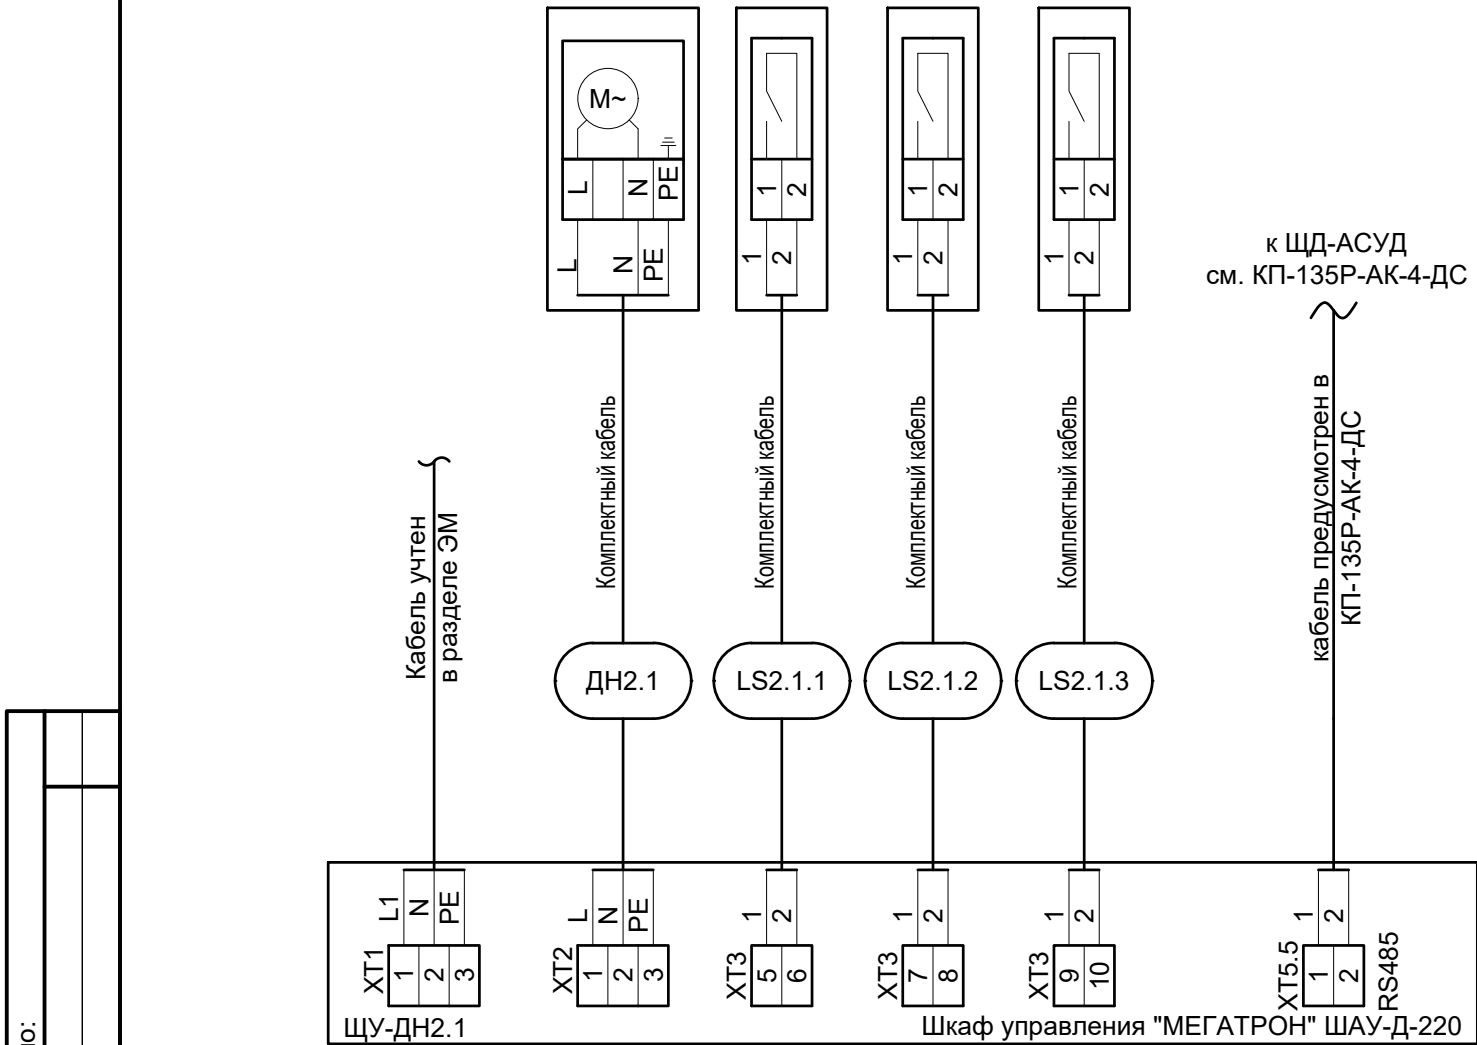 M~
L
N
PE
1
2
1
2
1
2
L
N
PE
1
2
1
2
1
2
к ЩД-АСУД
см. КП-135Р-АК-4-ДС
Кабель учтен
в разделе ЭМ
Комплектный кабель
Комплектный кабель
Комплектный кабель
Комплектный кабель
кабель предусмотрен в
КП-135Р-АК-4-ДС
ДН2.1
LS2.1.1
LS2.1.2
LS2.1.3
L1
N
PE
L
N
PE
1
2
1
2
1
2
1
2
XT1
1
2
3
XT2
1
2
3
XT3
5
6
XT3
7
8
XT3
9
10
XT5.5
1
2
RS485
ЩУ-ДН2.1
Шкаф управления "МЕГАТРОН" ШАУ-Д-220